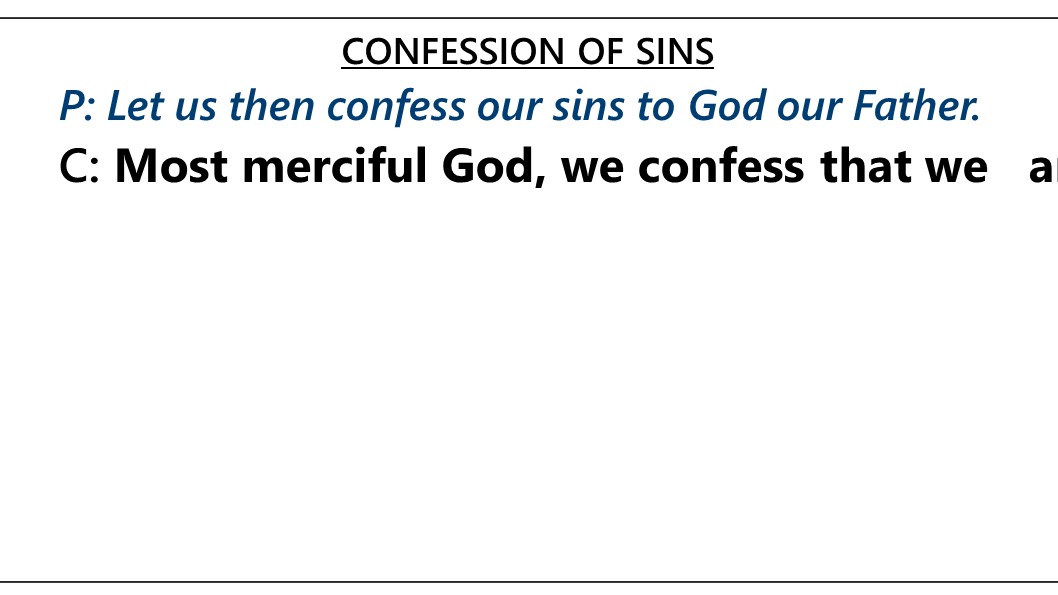 CONFESSION OF SINS
P: Let us then confess our sins to God our Father.
C: Most merciful God, we confess that we